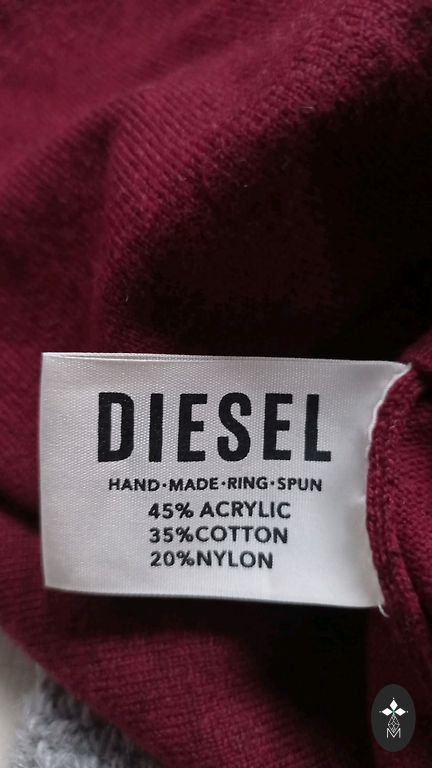 DIESEL
HAND·MADE·RING·SPUN
45% ACRYLIC
35%COTTON
20%NYLON
M